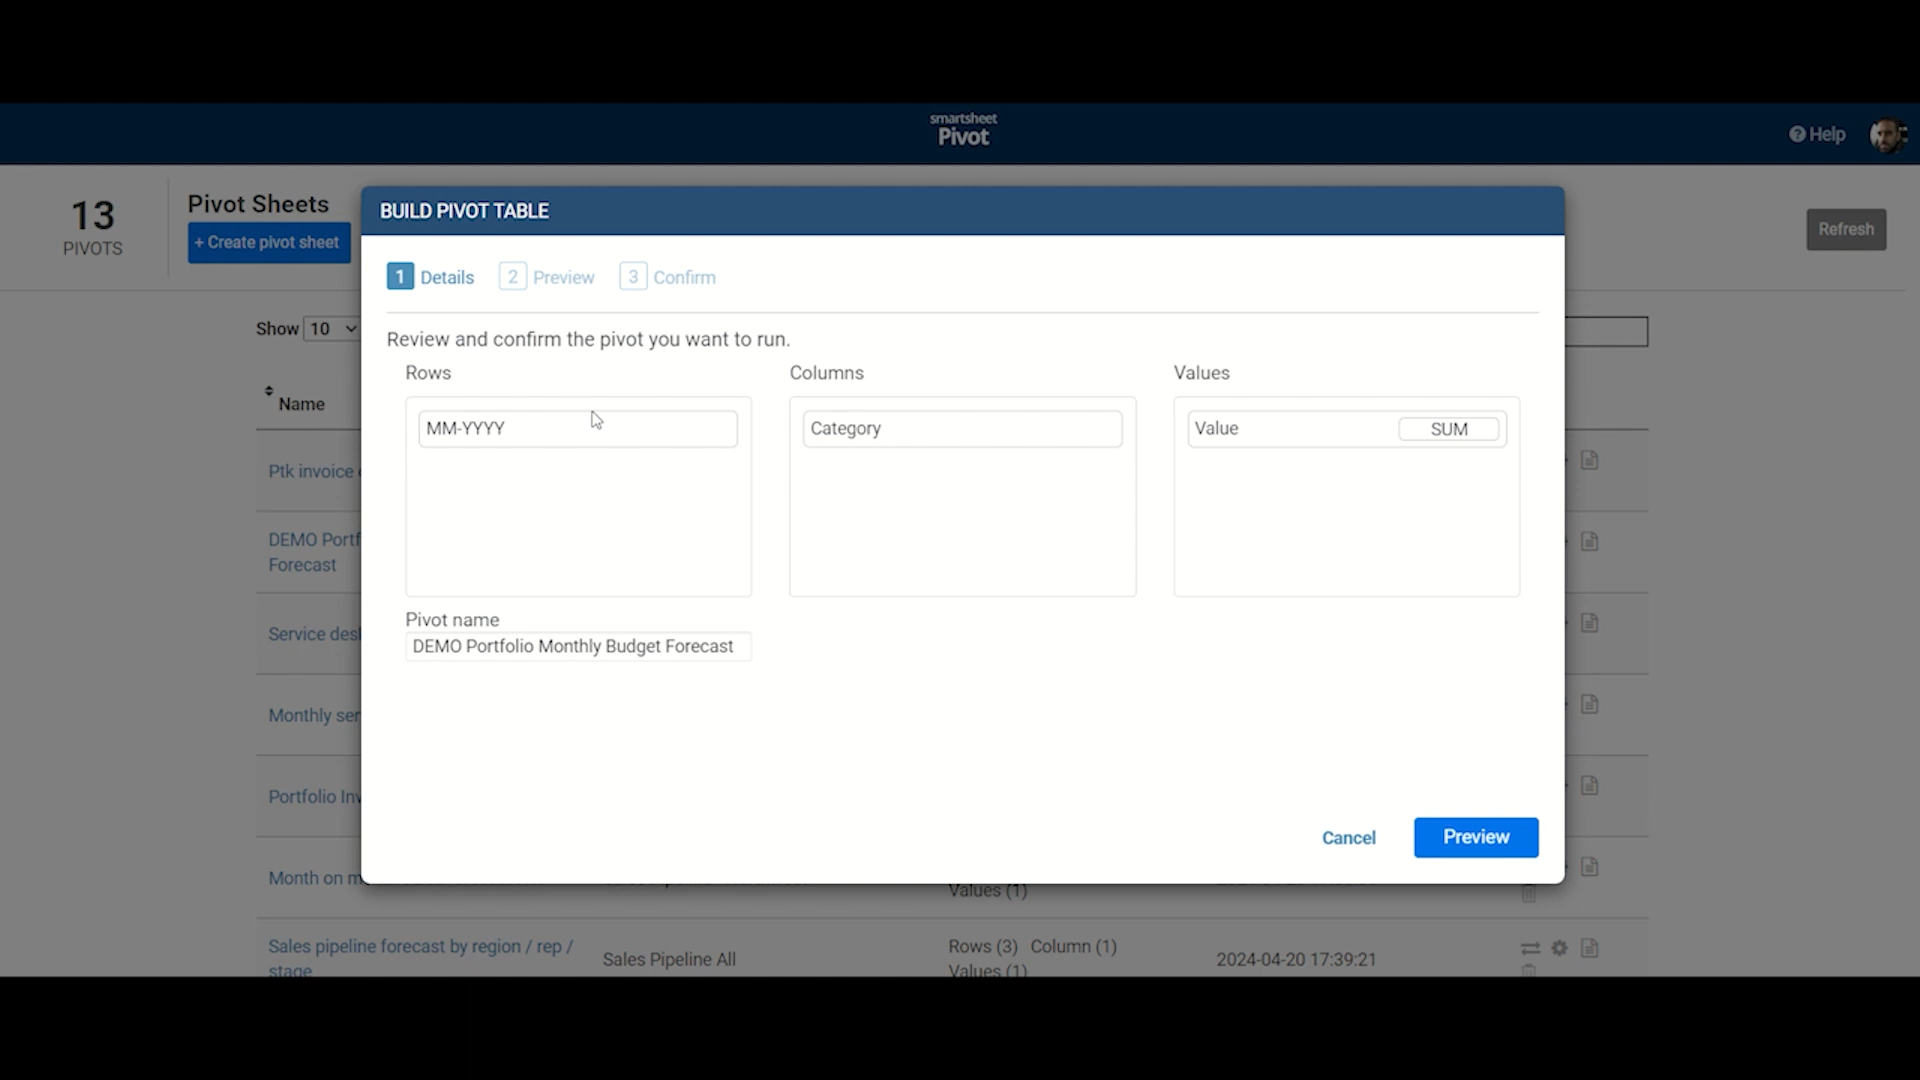 smartsheet
Pivot
Help
13
PIVOTS
Pivot Sheets
+ Create pivot sheet
Refresh
BUILD PIVOT TABLE
1 Details 2 Preview 3 Confirm
Show 10
Review and confirm the pivot you want to run.
Rows Columns Values
Name
MM-YYYY Category Value SUM
Ptk invoice
DEMO Portf
Forecast
Pivot name
DEMO Portfolio Monthly Budget Forecast
Service des
Monthly ser
Portfolio Inv
Cancel Preview
Month on m
Values (1)
Sales pipeline forecast by region / rep /
stage
Sales Pipeline All
Rows (3) Column (1)
Values (1)
2024-04-20 17:39:21